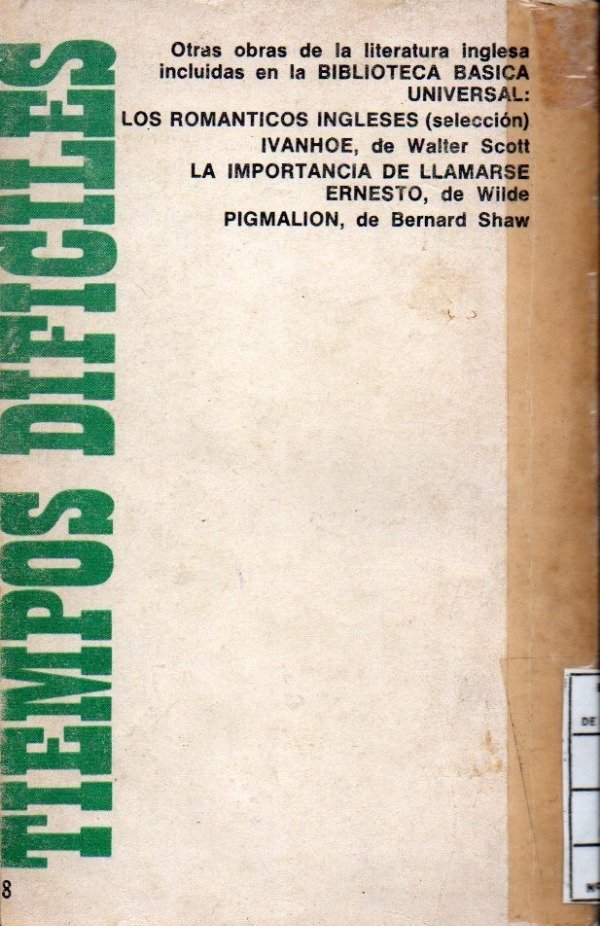 Otras obras de la literatura inglesa
incluidas en la BIBLIOTECA BASICA
UNIVERSAL:
LOS ROMANTICOS INGLESES (selección)
IVANHOE, de Walter Scott
LA IMPORTANCIA DE LLAMARSE
ERNESTO, de Wilde
PIGMALION, de Bernard Shaw
TIEMPOS DIFICILES
8
DE